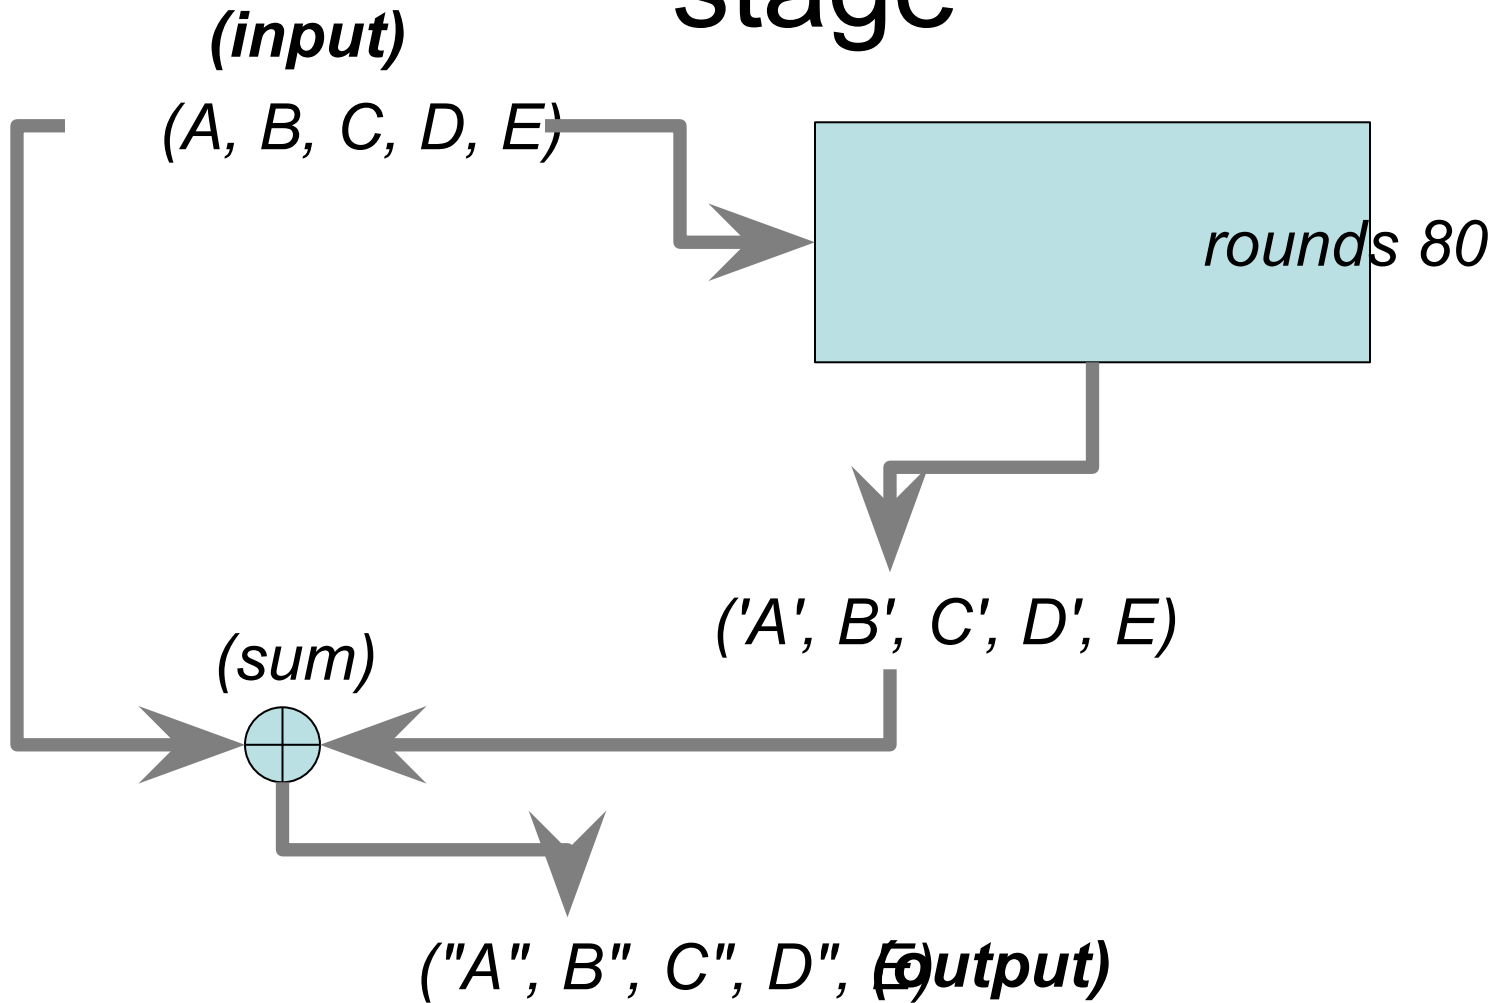 stage
(input)
(A, B, C, D, E)
rounds 80
('A', B', C', D', E)
(sum)
("A", B", C", D", E)
(output)